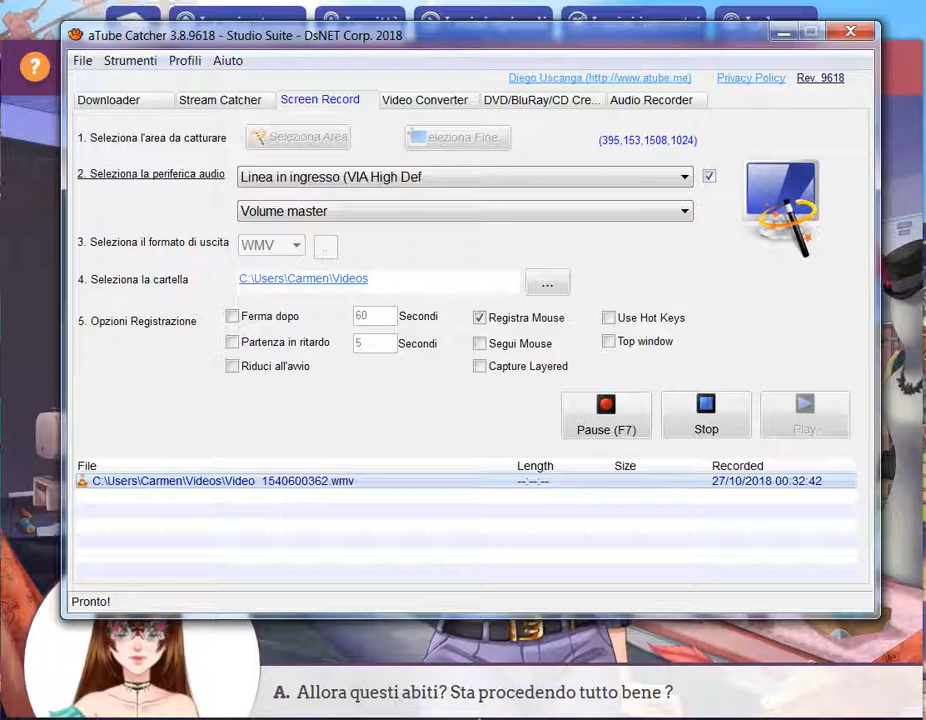 aTube Catcher 3.8.9618 - Studio Suite - DsNET Corp. 2018
File Strumenti Profili Aiuto
Diego Uscanga (http://www.atube.me) Privacy Policy Rev. 9618
Downloader Stream Catcher Screen Record Video Converter DVD/BluRay/CD Cre... Audio Recorder
1. Seleziona l'area da catturare Seleziona Area Seleziona Fine (395,153,1508,1024)
2. Seleziona la periferica audio Linea in ingresso (VIA High Def
Volume master
3. Seleziona il formato di uscita WMV ..
4. Seleziona la cartella C:\Users\Carmen\Videos ...
5. Opzioni Registrazione Ferma dopo 60 Secondi Registra Mouse Use Hot Keys
Partenza in ritardo 5 Secondi Segui Mouse Top window
Riduci all'avvio Capture Layered
Pause (F7) Stop Play
File Length Size Recorded
C:\Users\Carmen\Videos\Video_1540600362.wmv --:--:-- 27/10/2018 00:32:42
Pronto!
A. Allora questi abiti? Sta procedendo tutto bene ?
?